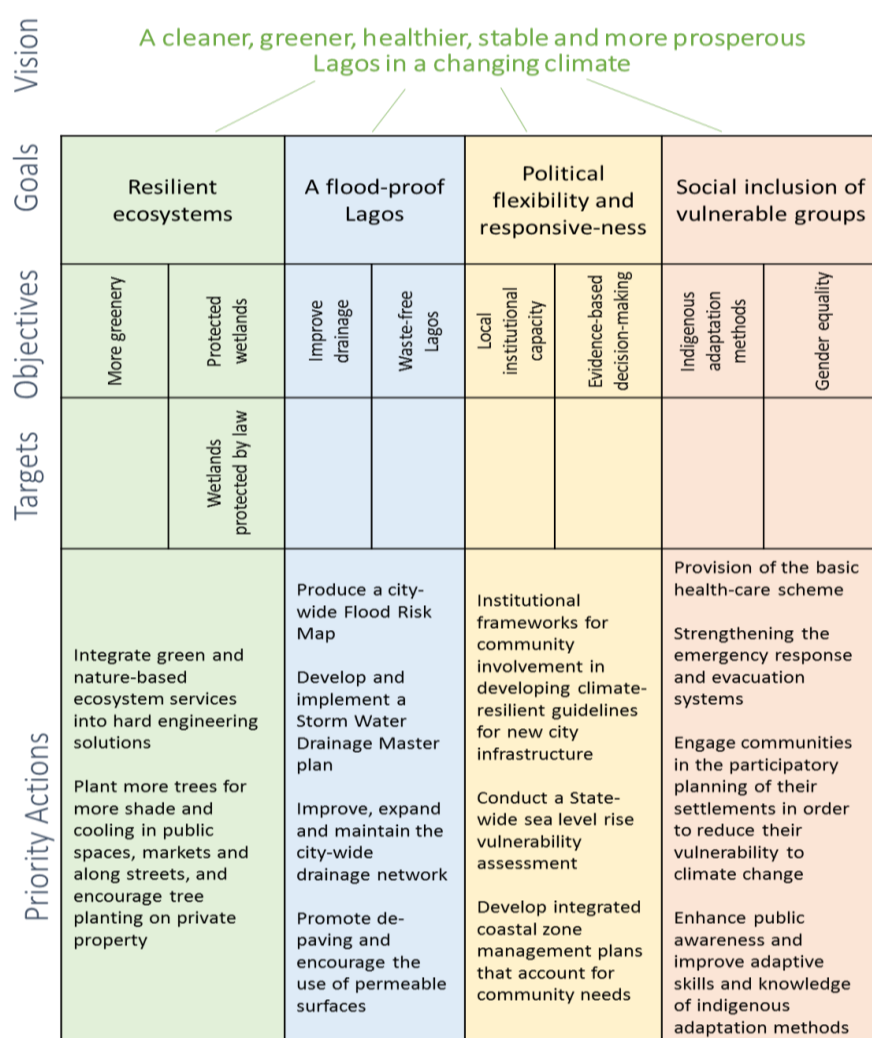 Vision
A cleaner, greener, healthier, stable and more prosperous
Lagos in a changing climate
Goals
Resilient
ecosystems
A flood-proof
Lagos
Political
flexibility and
responsive-ness
Social inclusion of
vulnerable groups
Objectives
More greenery
Protected
wetlands
Improve
drainage
Waste-free
Lagos
Local
institutional
capacity
Evidence-based
decision-making
Indigenous
adaptation
methods
Gender equality
Targets
Wetlands
protected by law
Priority Actions
Integrate green and
nature-based
ecosystem services
into hard engineering
solutions
Plant more trees for
more shade and
cooling in public
spaces, markets and
along streets, and
encourage tree
planting on private
property
Produce a city-
wide Flood Risk
Map
Develop and
implement a
Storm Water
Drainage Master
plan
Improve, expand
and maintain the
city-wide
drainage network
Promote de-
paving and
encourage the
use of permeable
surfaces
Institutional
frameworks for
community
involvement in
developing climate-
resilient guidelines
for new city
infrastructure
Conduct a State-
wide sea level rise
vulnerability
assessment
Develop integrated
coastal zone
management plans
that account for
community needs
Provision of the basic
health-care scheme
Strengthening the
emergency response
and evacuation
systems
Engage communities
in the participatory
planning of their
settlements in order
to reduce their
vulnerability to
climate change
Enhance public
awareness and
improve adaptive
skills and knowledge
of indigenous
adaptation methods